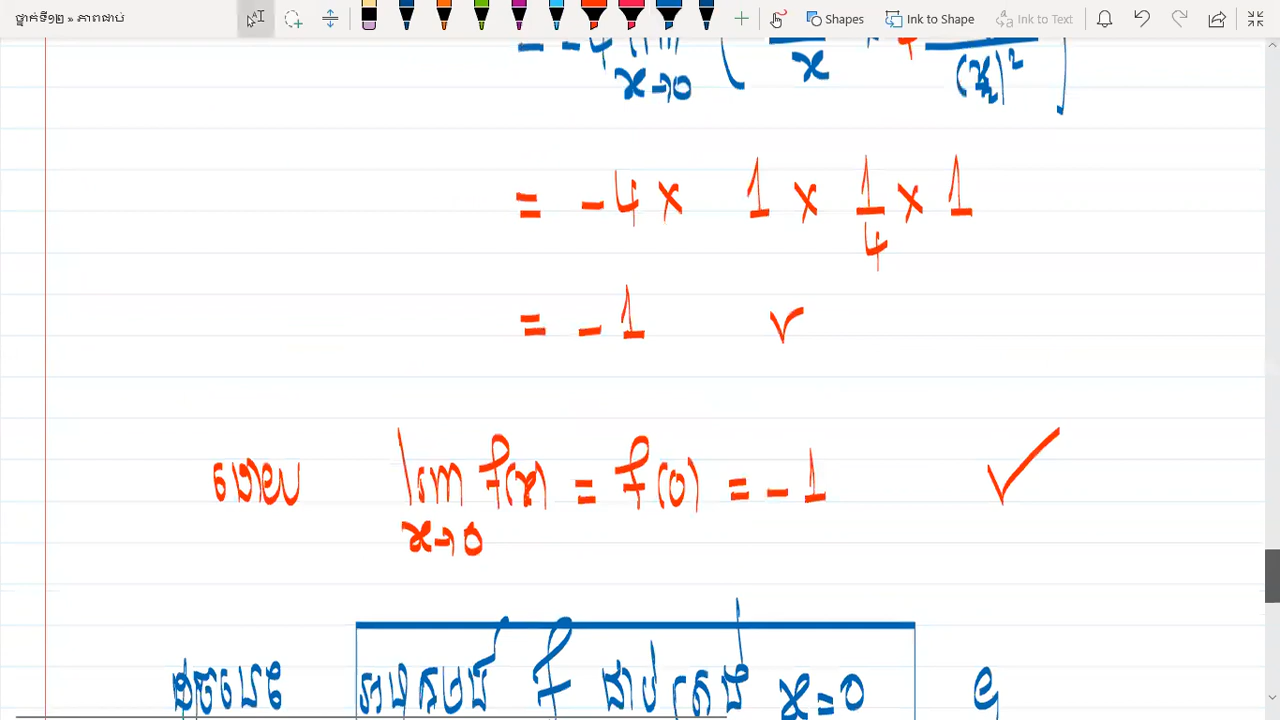 ថ្នាក់ទី១២ » ភាពជាប់
Shapes Ink to Shape Ink to Text
x→0 x (x/2)²
= -4 × 1 × 1/4 × 1
= -1 ✓
ដោយ lim f(x) = f(0) = -1 ✓
x→0
ដូចនេះ អនុគមន៍ f ជាប់ត្រង់ x=0 ។